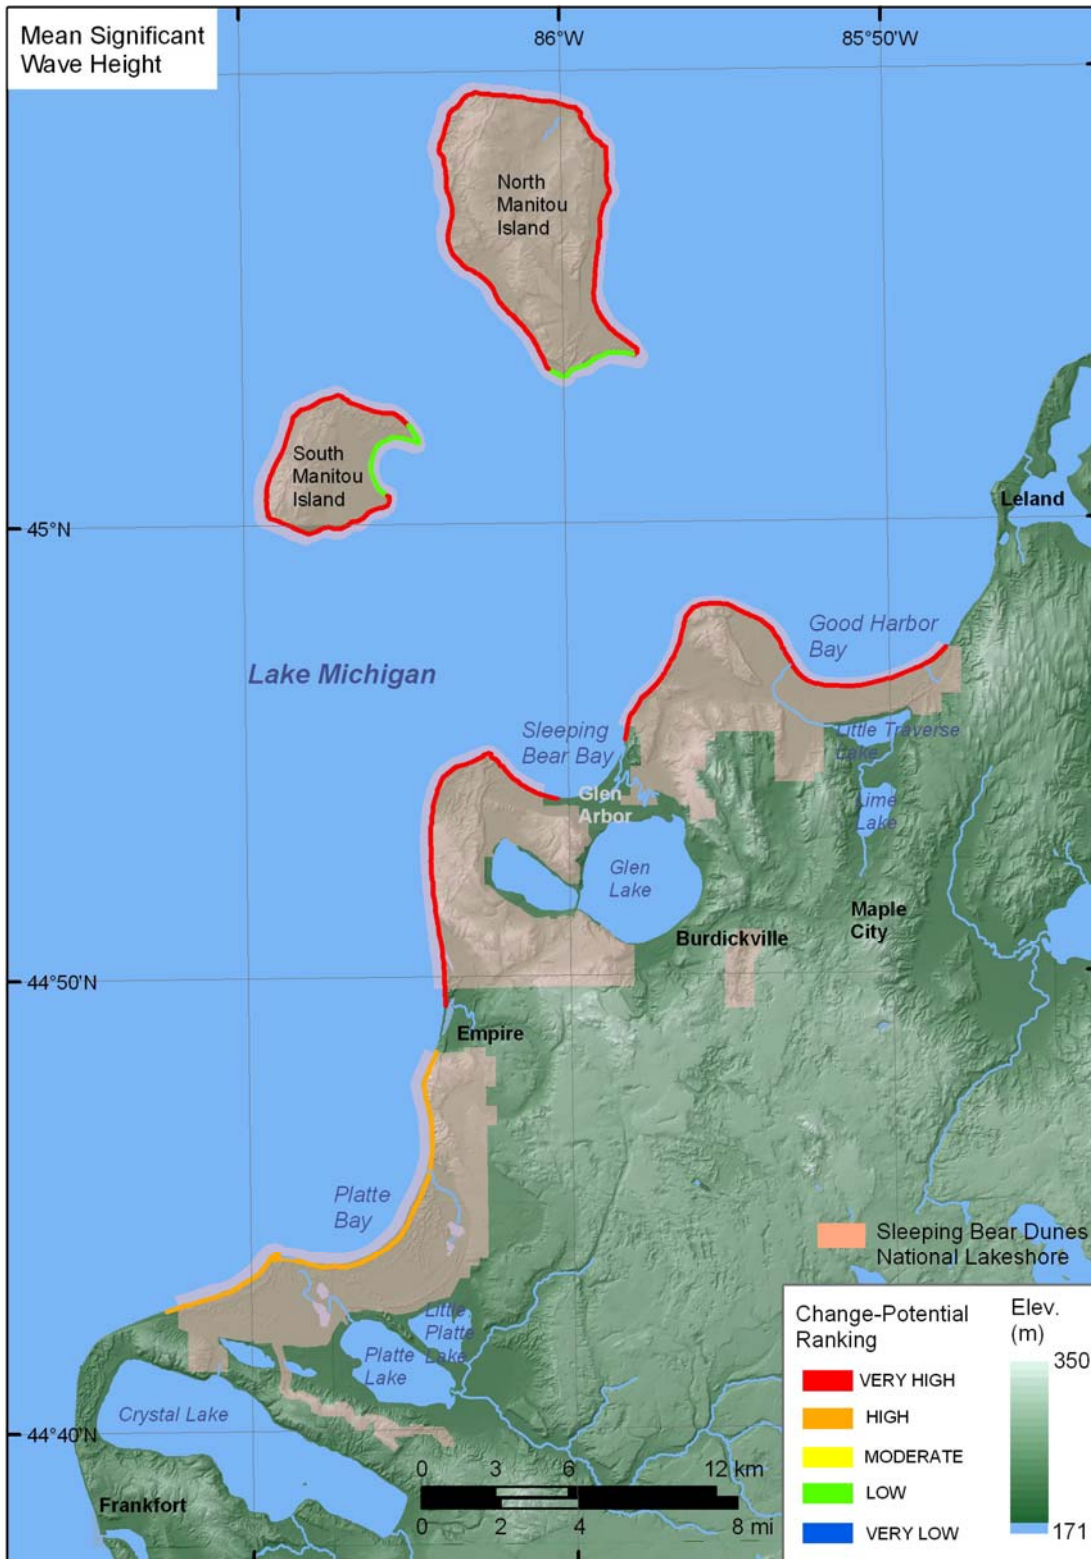 Mean Significant
Wave Height
86°W
85°50'W
North
Manitou
Island
South
Manitou
Island
45°N
Leland
Good Harbor
Bay
Lake Michigan
Sleeping
Bear Bay
Little Traverse
Lake
Glen
Arbor
Lime
Lake
Glen
Lake
Maple
City
Burdickville
44°50'N
Empire
Platte
Bay
Sleeping Bear Dunes
National Lakeshore
Little
Platte
Lake
Platte
Lake
Crystal Lake
44°40'N
Frankfort
0 3 6 12 km
0 2 4 8 mi
Change-Potential
Ranking
VERY HIGH
HIGH
MODERATE
LOW
VERY LOW
Elev.
(m)
350
171